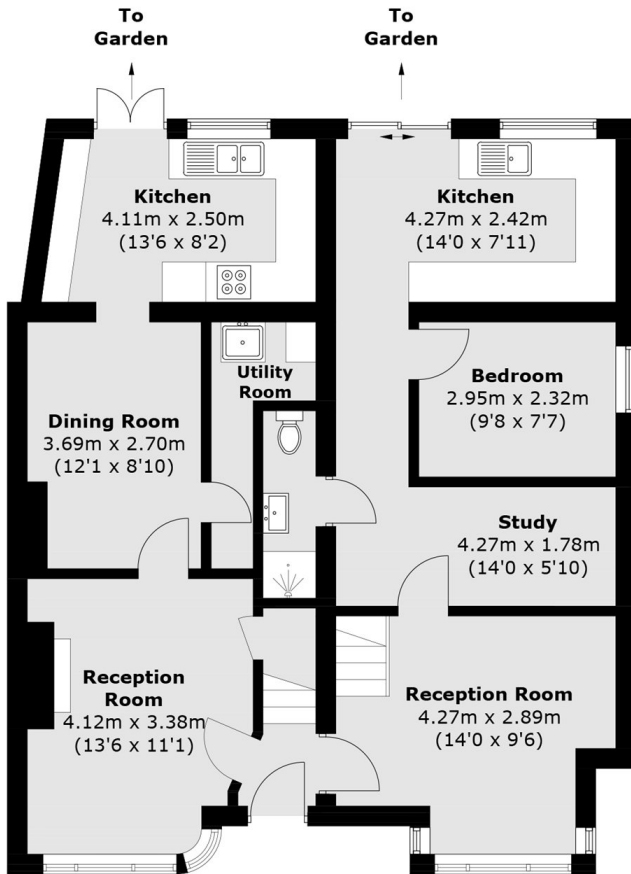 To
Garden
To
Garden
Kitchen
4.11m x 2.50m
(13'6 x 8'2)
Kitchen
4.27m x 2.42m
(14'0 x 7'11)
Utility
Room
Bedroom
2.95m x 2.32m
(9'8 x 7'7)
Dining Room
3.69m x 2.70m
(12'1 x 8'10)
Study
4.27m x 1.78m
(14'0 x 5'10)
Reception
Room
4.12m x 3.38m
(13'6 x 11'1)
Reception Room
4.27m x 2.89m
(14'0 x 9'6)